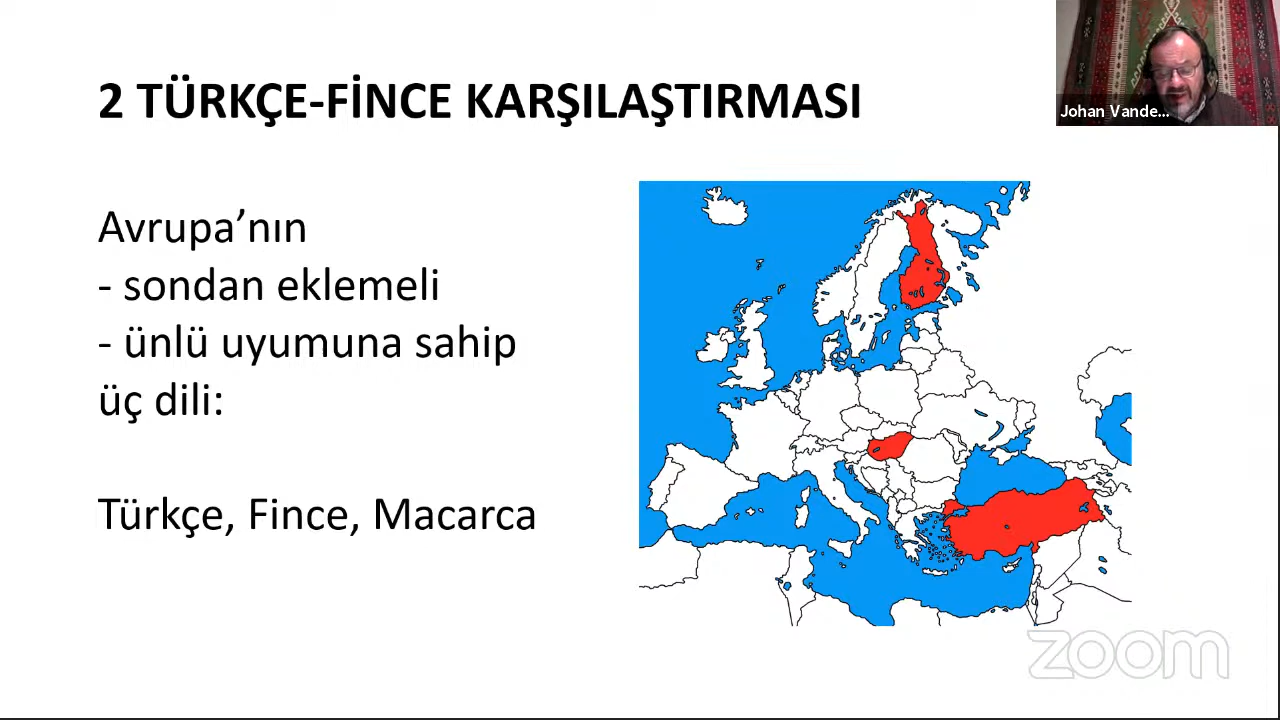 2 TÜRKÇE-FİNCE KARŞILAŞTIRMASI
Johan Vande...
Avrupa’nın
- sondan eklemeli
- ünlü uyumuna sahip
üç dili:
Türkçe, Fince, Macarca
zoom